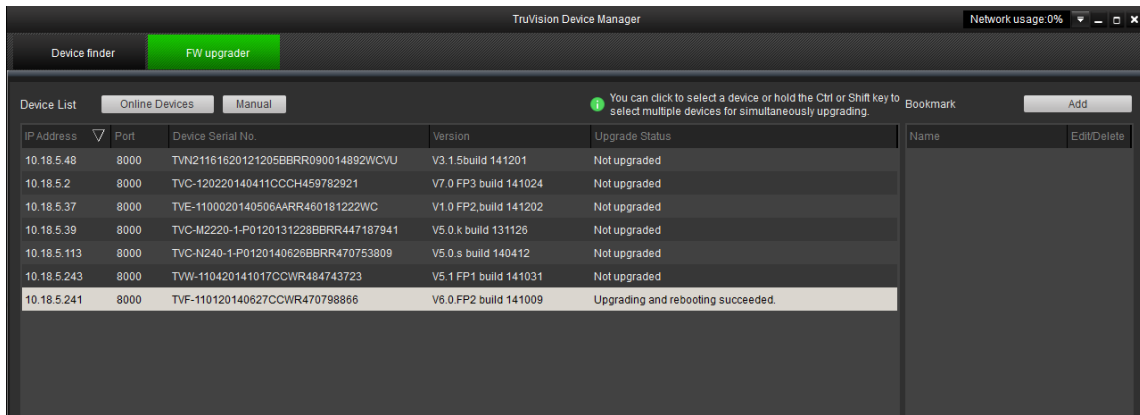 TruVision Device Manager
Network usage:0%
Device finder
FW upgrader
Device List
Online Devices
Manual
You can click to select a device or hold the Ctrl or Shift key to
select multiple devices for simultaneously upgrading.
Bookmark
Add
IP Address Port Device Serial No. Version Upgrade Status
Name Edit/Delete
10.18.5.48 8000 TVN21161620121205BBRR090014892WCVU V3.1.5build 141201 Not upgraded
10.18.5.2 8000 TVC-120220140411CCCH459782921 V7.0 FP3 build 141024 Not upgraded
10.18.5.37 8000 TVE-1100020140506AARR460181222WC V1.0 FP2,build 141202 Not upgraded
10.18.5.39 8000 TVC-M2220-1-P0120131228BBRR447187941 V5.0.k build 131126 Not upgraded
10.18.5.113 8000 TVC-N240-1-P0120140626BBRR470753809 V5.0.s build 140412 Not upgraded
10.18.5.243 8000 TVW-110420141017CCWR484743723 V5.1 FP1 build 141031 Not upgraded
10.18.5.241 8000 TVF-110120140627CCWR470798866 V6.0.FP2 build 141009 Upgrading and rebooting succeeded.